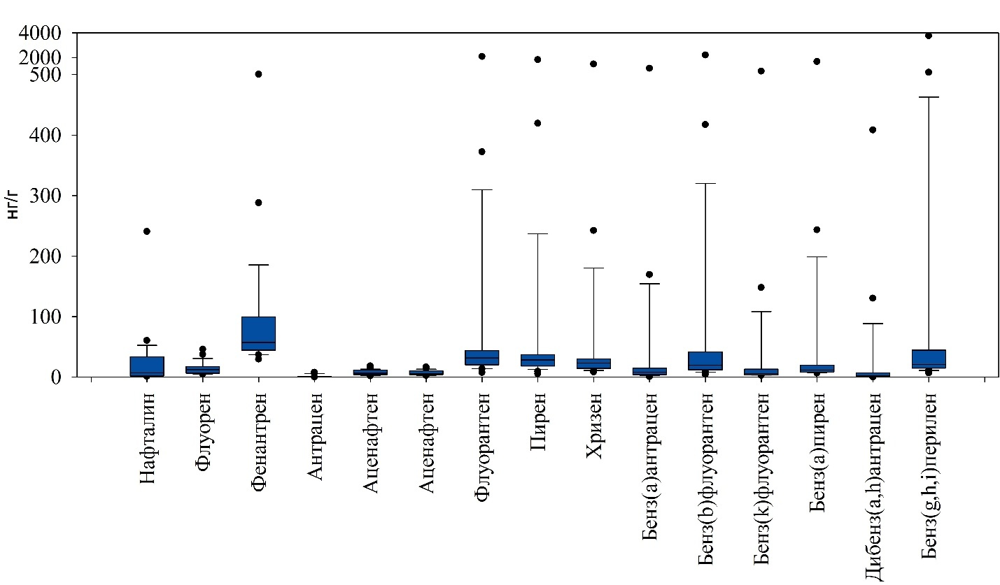 4000
2000
500
400
300
200
100
0
нг/г
Нафталин
Флуорен
Фенантрен
Антрацен
Аценафтен
Аценафтен
Флуорантен
Пирен
Хризен
Бенз(a)антрацен
Бенз(b)флуорантен
Бенз(k)флуорантен
Бенз(a)пирен
Дибенз(a,h)антрацен
Бенз(g,h,i)перилен